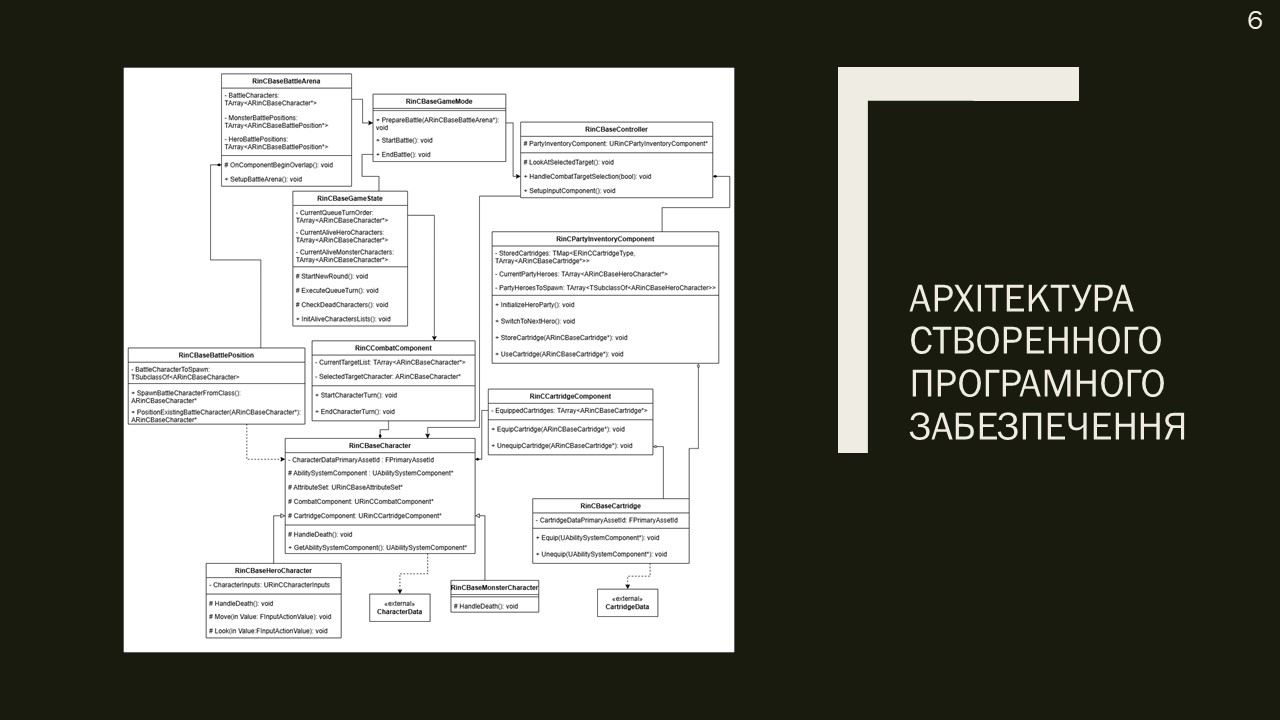 6
RinCBaseBattleArena
- BattleCharacters:
TArray<ARinCBaseCharacter*>
- MonsterBattlePositions:
TArray<ARinCBaseBattlePosition*>
- HeroBattlePositions:
TArray<ARinCBaseBattlePosition*>
# OnComponentBeginOverlap(): void
+ SetupBattleArena(): void
RinCBaseGameMode
+ PrepareBattle(ARinCBaseBattleArena*):
void
+ StartBattle(): void
+ EndBattle(): void
RinCBaseController
# PartyInventoryComponent: URinCPartyInventoryComponent*
# LookAtSelectedTarget(): void
+ HandleCombatTargetSelection(bool): void
+ SetupInputComponent(): void
RinCBaseGameState
- CurrentQueueTurnOrder:
TArray<ARinCBaseCharacter*>
- CurrentAliveHeroCharacters:
TArray<ARinCBaseCharacter*>
- CurrentAliveMonsterCharacters:
TArray<ARinCBaseCharacter*>
# StartNewRound(): void
# ExecuteQueueTurn(): void
# CheckDeadCharacters(): void
+ InitAliveCharactersLists(): void
RinCPartyInventoryComponent
- StoredCartridges: TMap<ERinCCartridgeType,
TArray<ARinCBaseCartridge*>>
- CurrentPartyHeroes: TArray<ARinCBaseHeroCharacter*>
- PartyHeroesToSpawn: TArray<TSubclassOf<ARinCBaseHeroCharacter>>
+ InitializeHeroParty(): void
+ SwitchToNextHero(): void
+ StoreCartridge(ARinCBaseCartridge*): void
+ UseCartridge(ARinCBaseCartridge*): void
RinCBaseBattlePosition
- BattleCharacterToSpawn:
TSubclassOf<ARinCBaseCharacter>
+ SpawnBattleCharacterFromClass():
ARinCBaseCharacter*
+ PositionExistingBattleCharacter(ARinCBaseCharacter*):
ARinCBaseCharacter*
RinCCombatComponent
- CurrentTargetList: TArray<ARinCBaseCharacter*>
- SelectedTargetCharacter: ARinCBaseCharacter*
+ StartCharacterTurn(): void
+ EndCharacterTurn(): void
RinCCartridgeComponent
- EquippedCartridges: TArray<ARinCBaseCartridge*>
+ EquipCartridge(ARinCBaseCartridge*): void
+ UnequipCartridge(ARinCBaseCartridge*): void
RinCBaseCharacter
- CharacterDataPrimaryAssetId : FPrimaryAssetId
# AbilitySystemComponent : UAbilitySystemComponent*
# AttributeSet: URinCBaseAttributeSet*
# CombatComponent: URinCCombatComponent*
# CartridgeComponent: URinCCartridgeComponent*
# HandleDeath(): void
+ GetAbilitySystemComponent(): UAbilitySystemComponent*
RinCBaseCartridge
- CartridgeDataPrimaryAssetId: FPrimaryAssetId
+ Equip(UAbilitySystemComponent*): void
+ Unequip(UAbilitySystemComponent*): void
RinCBaseHeroCharacter
- CharacterInputs: URinCCharacterInputs
# HandleDeath(): void
# Move(in Value: FInputActionValue): void
# Look(in Value:FInputActionValue): void
«external»
CharacterData
RinCBaseMonsterCharacter
# HandleDeath(): void
«external»
CartridgeData
АРХІТЕКТУРА
СТВОРЕННОГО
ПРОГРАМНОГО
ЗАБЕЗПЕЧЕННЯ